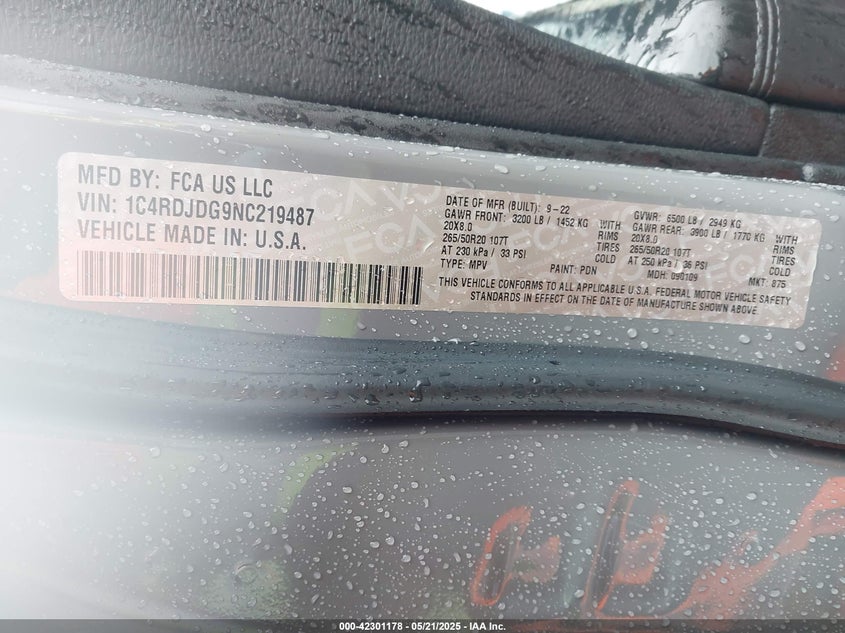 MFD BY: FCA US LLC
VIN: 1C4RDJDG9NC219487
VEHICLE MADE IN: U.S.A.
DATE OF MFR (BUILT): 9-22 GVWR: 6500 LB / 2949 KG
GAWR FRONT: 3200 LB / 1452 KG WITH GAWR REAR: 3900 LB / 1770 KG WITH
20X8.0 RIMS 20X8.0 RIMS
265/50R20 107T TIRES 265/50R20 107T TIRES
AT 230 kPa / 33 PSI COLD AT 250 kPa / 36 PSI COLD
TYPE: MPV PAINT: PDN MDH: 090109 MKT: 875
THIS VEHICLE CONFORMS TO ALL APPLICABLE U.S.A. FEDERAL MOTOR VEHICLE SAFETY
STANDARDS IN EFFECT ON THE DATE OF MANUFACTURE SHOWN ABOVE.
000-42301178 - 05/21/2025 - IAA Inc.